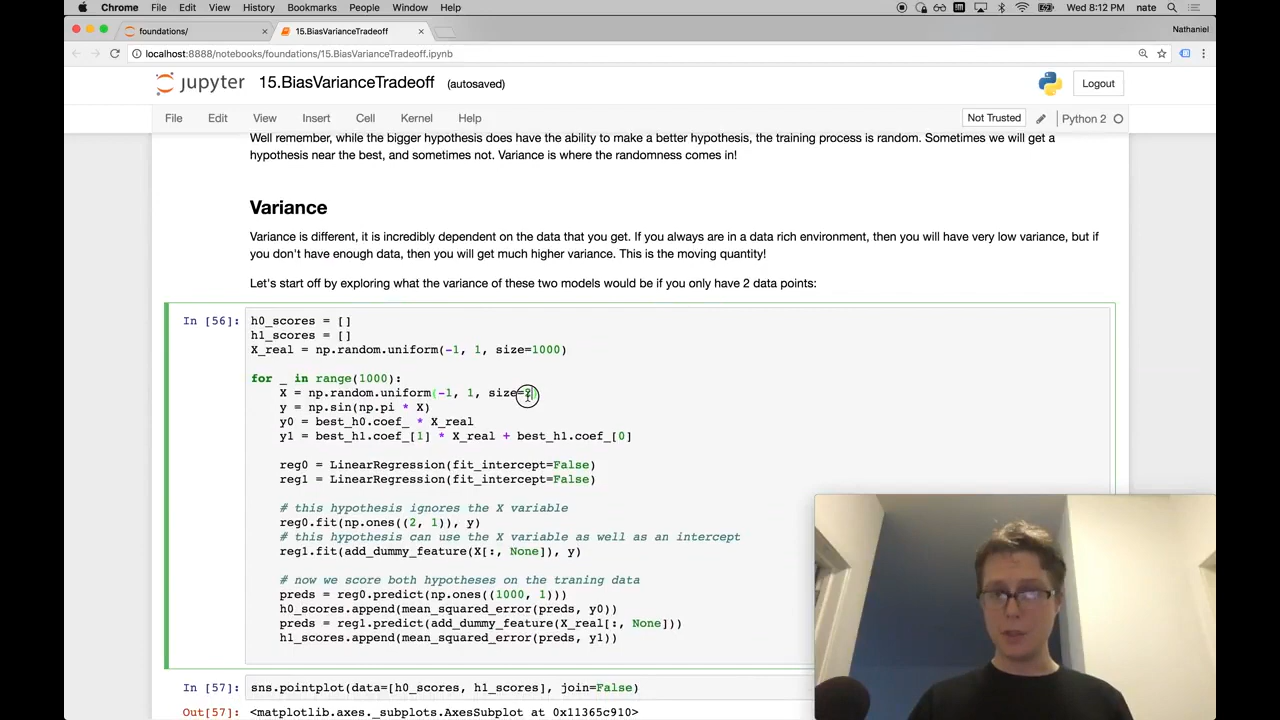 Chrome File Edit View History Bookmarks People Window Help Wed 8:12 PM nate
foundations/ 15.BiasVarianceTradeoff.ipynb Nathaniel
localhost:8888/notebooks/foundations/15.BiasVarianceTradeoff.ipynb
jupyter 15.BiasVarianceTradeoff (autosaved) Logout
File Edit View Insert Cell Kernel Help Not Trusted Python 2
Well remember, while the bigger hypothesis does have the ability to make a better hypothesis, the training process is random. Sometimes we will get a
hypothesis near the best, and sometimes not. Variance is where the randomness comes in!
Variance
Variance is different, it is incredibly dependent on the data that you get. If you always are in a data rich environment, then you will have very low variance, but if
you don't have enough data, then you will get much higher variance. This is the moving quantity!
Let's start off by exploring what the variance of these two models would be if you only have 2 data points:
In [56]: h0_scores = []
h1_scores = []
X_real = np.random.uniform(-1, 1, size=1000)
for _ in range(1000):
X = np.random.uniform(-1, 1, size=2)
y = np.sin(np.pi * X)
y0 = best_h0.coef_ * X_real
y1 = best_h1.coef_[1] * X_real + best_h1.coef_[0]
reg0 = LinearRegression(fit_intercept=False)
reg1 = LinearRegression(fit_intercept=False)
# this hypothesis ignores the X variable
reg0.fit(np.ones((2, 1)), y)
# this hypothesis can use the X variable as well as an intercept
reg1.fit(add_dummy_feature(X[:, None]), y)
# now we score both hypotheses on the traning data
preds = reg0.predict(np.ones((1000, 1)))
h0_scores.append(mean_squared_error(preds, y0))
preds = reg1.predict(add_dummy_feature(X_real[:, None]))
h1_scores.append(mean_squared_error(preds, y1))
In [57]: sns.pointplot(data=[h0_scores, h1_scores], join=False)
Out[57]: <matplotlib.axes._subplots.AxesSubplot at 0x11365c910>